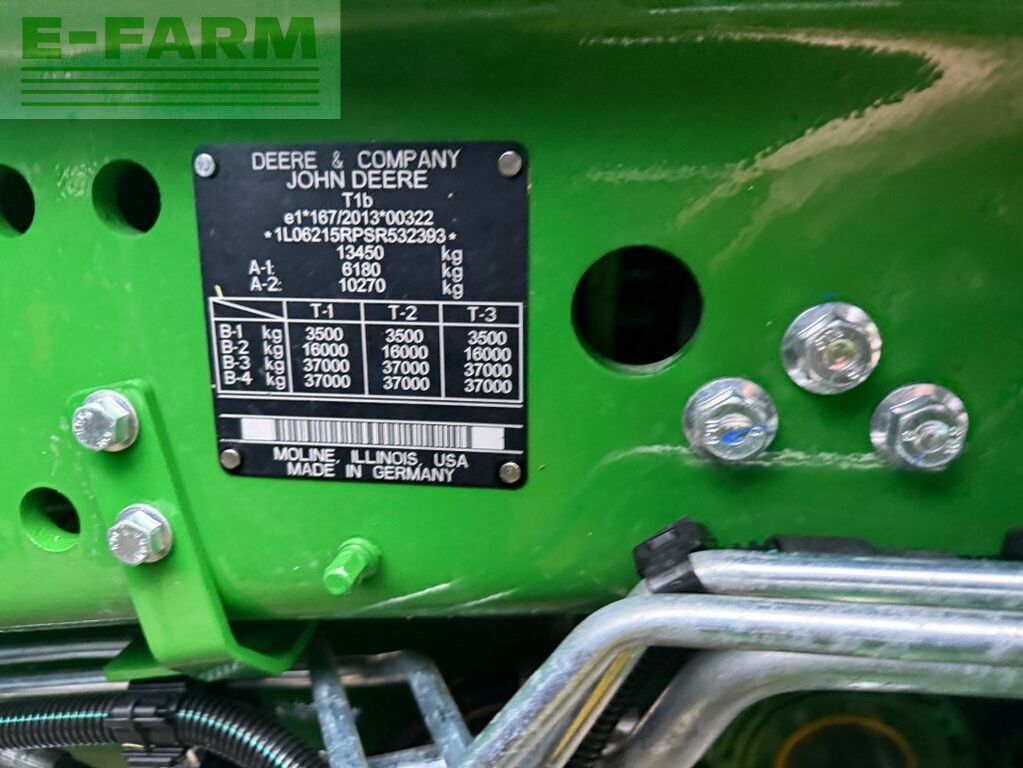 E-FARM
DEERE & COMPANY
JOHN DEERE
T1b
e1*167/2013*00322
*1L06215RPSR532393*
13450 kg
A-1: 6180 kg
A-2: 10270 kg
T-1 T-2 T-3
B-1 kg 3500 3500 3500
B-2 kg 16000 16000 16000
B-3 kg 37000 37000 37000
B-4 kg 37000 37000 37000
MOLINE, ILLINOIS, USA
MADE IN GERMANY